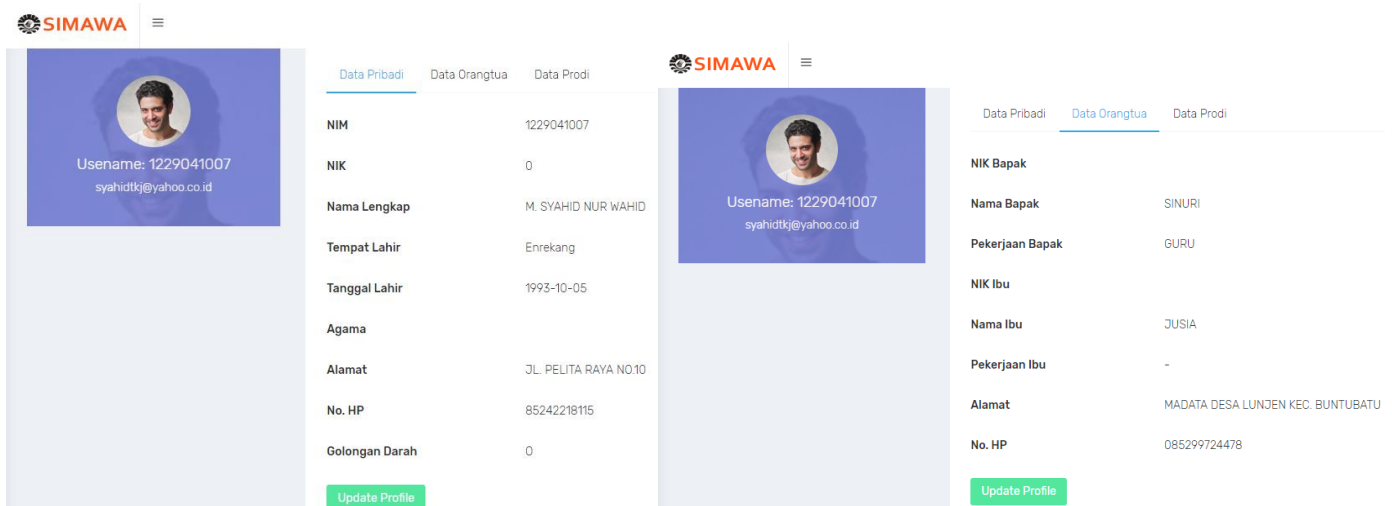 SIMAWA
Usename: 1229041007
syahidtkj@yahoo.co.id
Data Pribadi Data Orangtua Data Prodi
NIM 1229041007
NIK 0
Nama Lengkap M. SYAHID NUR WAHID
Tempat Lahir Enrekang
Tanggal Lahir 1993-10-05
Agama
Alamat JL. PELITA RAYA NO.10
No. HP 85242218115
Golongan Darah O
Update Profile
SIMAWA
Usename: 1229041007
syahidtkj@yahoo.co.id
Data Pribadi Data Orangtua Data Prodi
NIK Bapak
Nama Bapak SINURI
Pekerjaan Bapak GURU
NIK Ibu
Nama Ibu JUSIA
Pekerjaan Ibu -
Alamat MADATA DESA LUNJEN KEC. BUNTUBATU
No. HP 085299724478
Update Profile